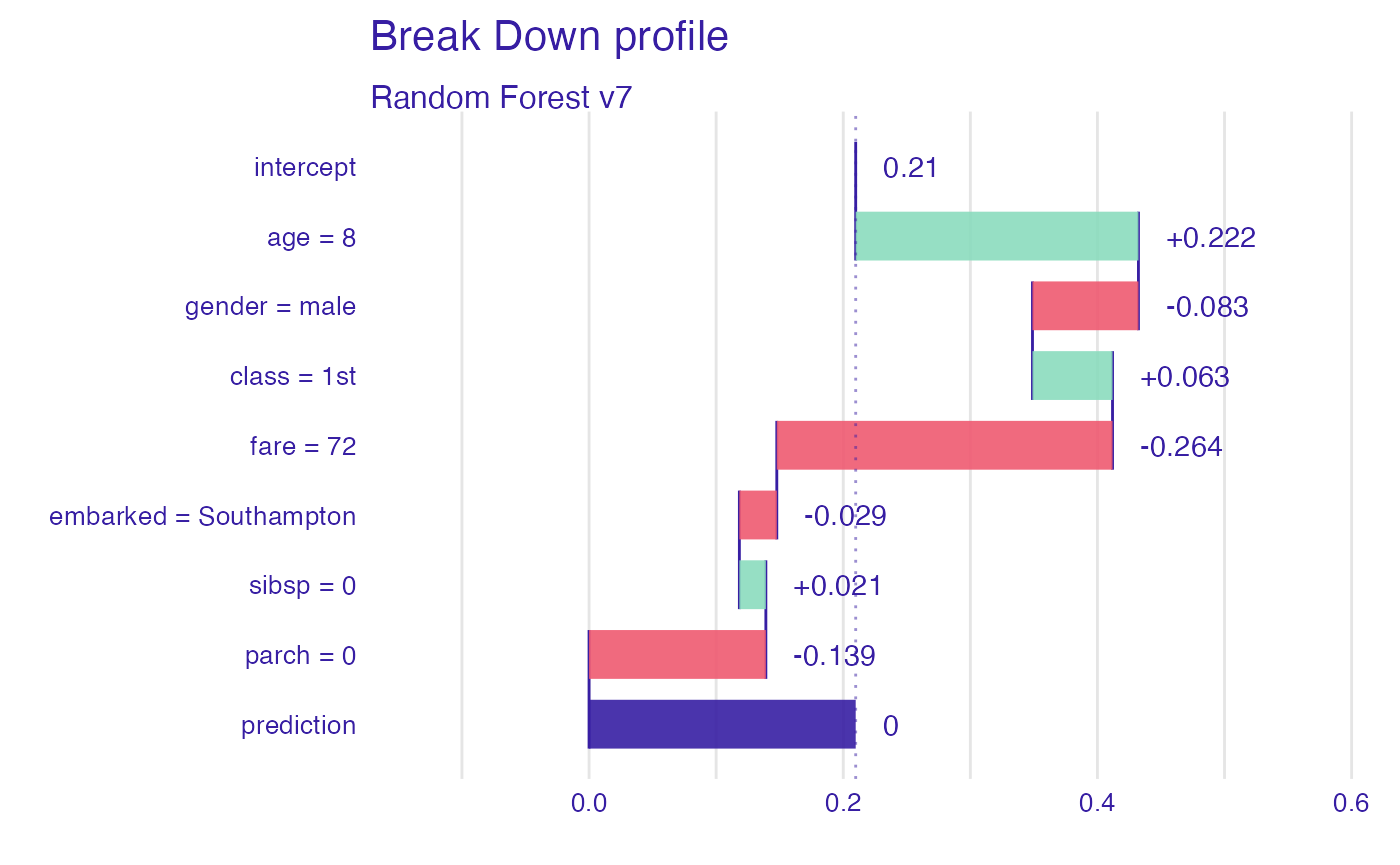 Break Down profile
Random Forest v7
intercept 0.21
age = 8 +0.222
gender = male -0.083
class = 1st +0.063
fare = 72 -0.264
embarked = Southampton -0.029
sibsp = 0 +0.021
parch = 0 -0.139
prediction 0
0.0 0.2 0.4 0.6